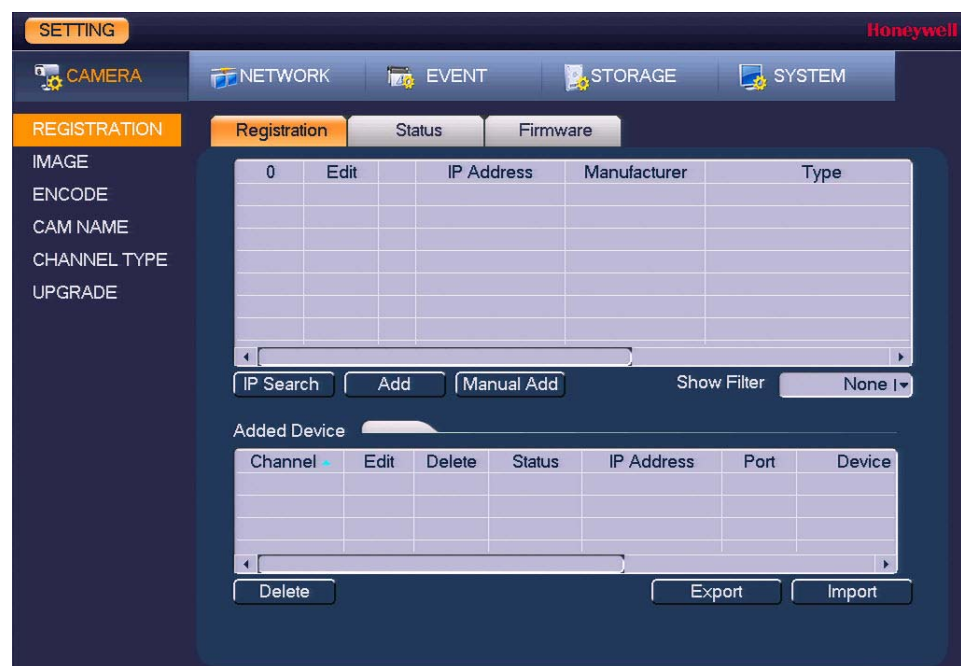 SETTING Honeywell
CAMERA NETWORK EVENT STORAGE SYSTEM
REGISTRATION Registration Status Firmware
IMAGE
ENCODE
CAM NAME
CHANNEL TYPE
UPGRADE
0 Edit IP Address Manufacturer Type
IP Search Add Manual Add Show Filter None
Added Device
Channel Edit Delete Status IP Address Port Device
Delete Export Import